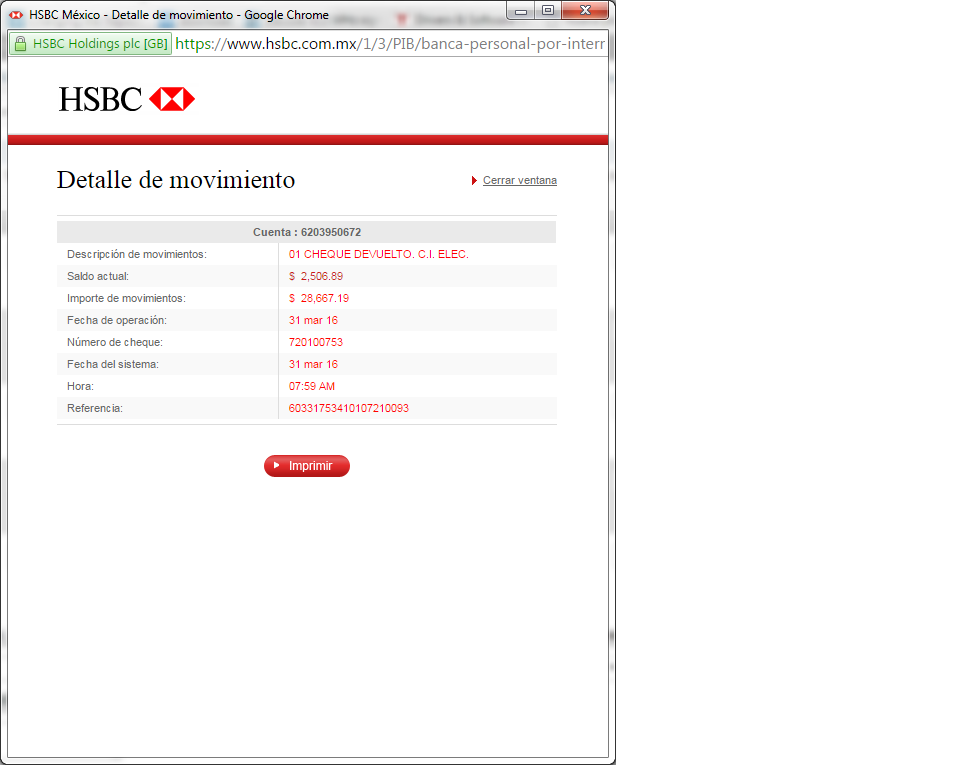 HSBC México - Detalle de movimiento - Google Chrome
HSBC Holdings plc [GB] https://www.hsbc.com.mx/1/3/PIB/banca-personal-por-interr
HSBC
Detalle de movimiento
Cerrar ventana
Cuenta : 6203950672
Descripción de movimientos: 01 CHEQUE DEVUELTO. C.I. ELEC.
Saldo actual: $ 2,506.89
Importe de movimientos: $ 28,667.19
Fecha de operación: 31 mar 16
Número de cheque: 720100753
Fecha del sistema: 31 mar 16
Hora: 07:59 AM
Referencia: 60331753410107210093
Imprimir